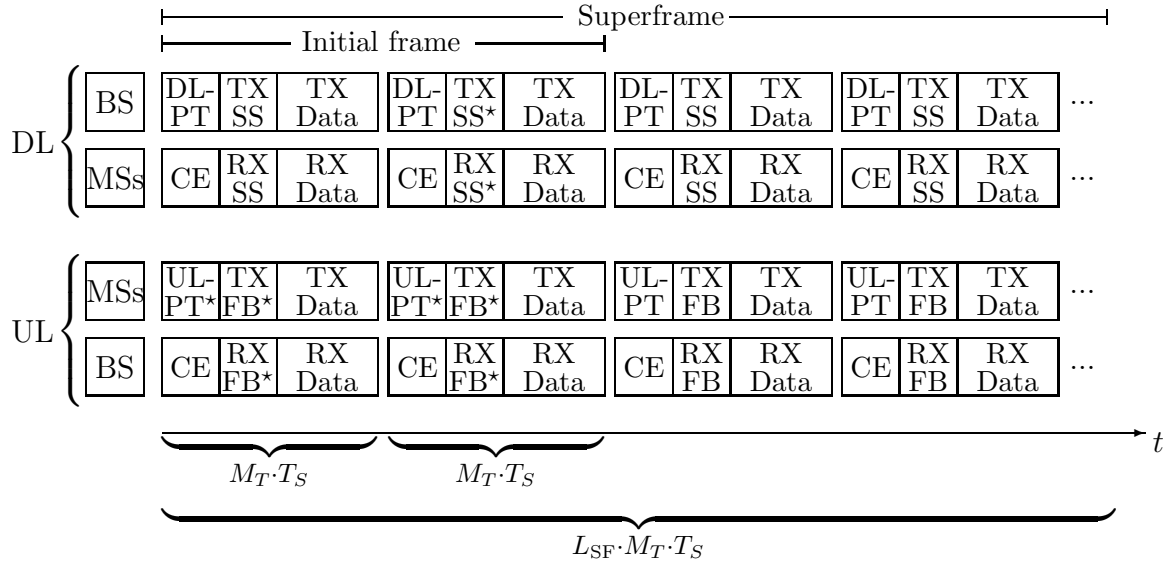 Superframe
Initial frame
DL
BS
DL-PT TX SS TX Data DL-PT TX SS⋆ TX Data DL-PT TX SS TX Data DL-PT TX SS TX Data ...
MSs
CE RX SS RX Data CE RX SS⋆ RX Data CE RX SS RX Data CE RX SS RX Data ...
UL
MSs
UL-PT⋆ TX FB⋆ TX Data UL-PT⋆ TX FB⋆ TX Data UL-PT TX FB TX Data UL-PT TX FB TX Data ...
BS
CE RX FB⋆ RX Data CE RX FB⋆ RX Data CE RX FB RX Data CE RX FB RX Data ...
t
M_T·T_S M_T·T_S
L_SF·M_T·T_S